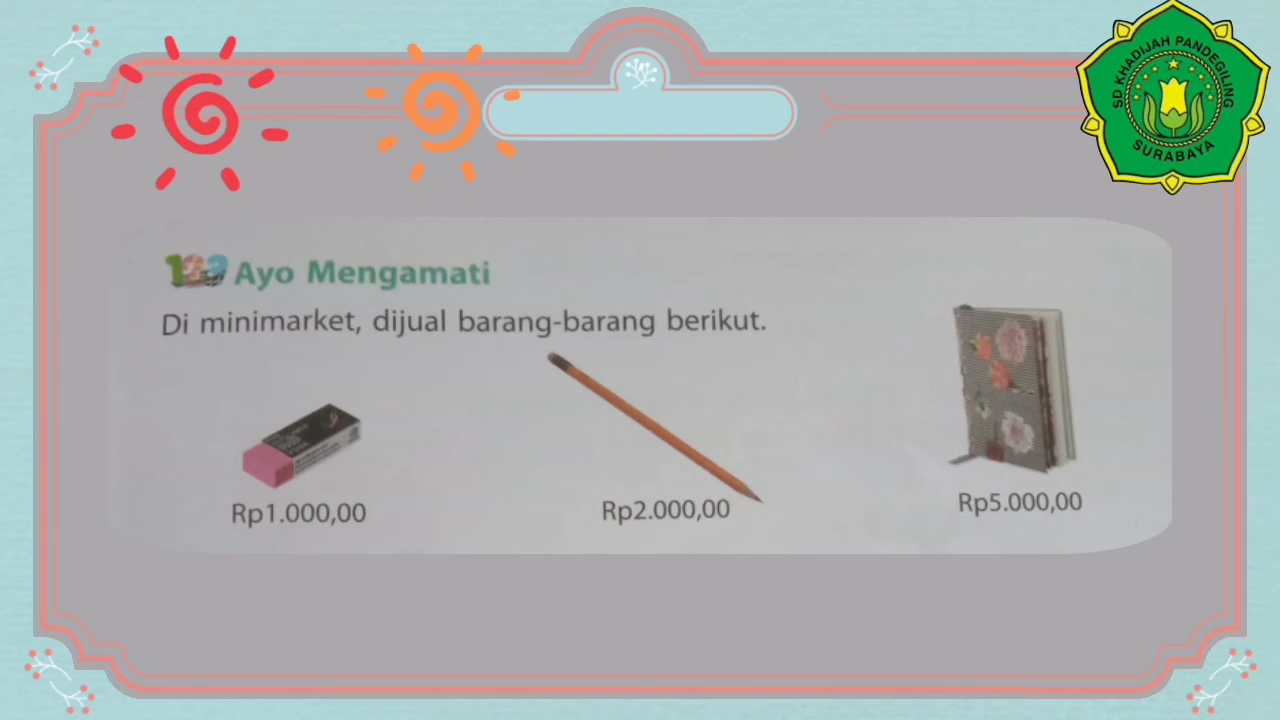 SD KHADIJAH PANDEGILING
SURABAYA
123 Ayo Mengamati
Di minimarket, dijual barang-barang berikut.
Rp1.000,00
Rp2.000,00
Rp5.000,00